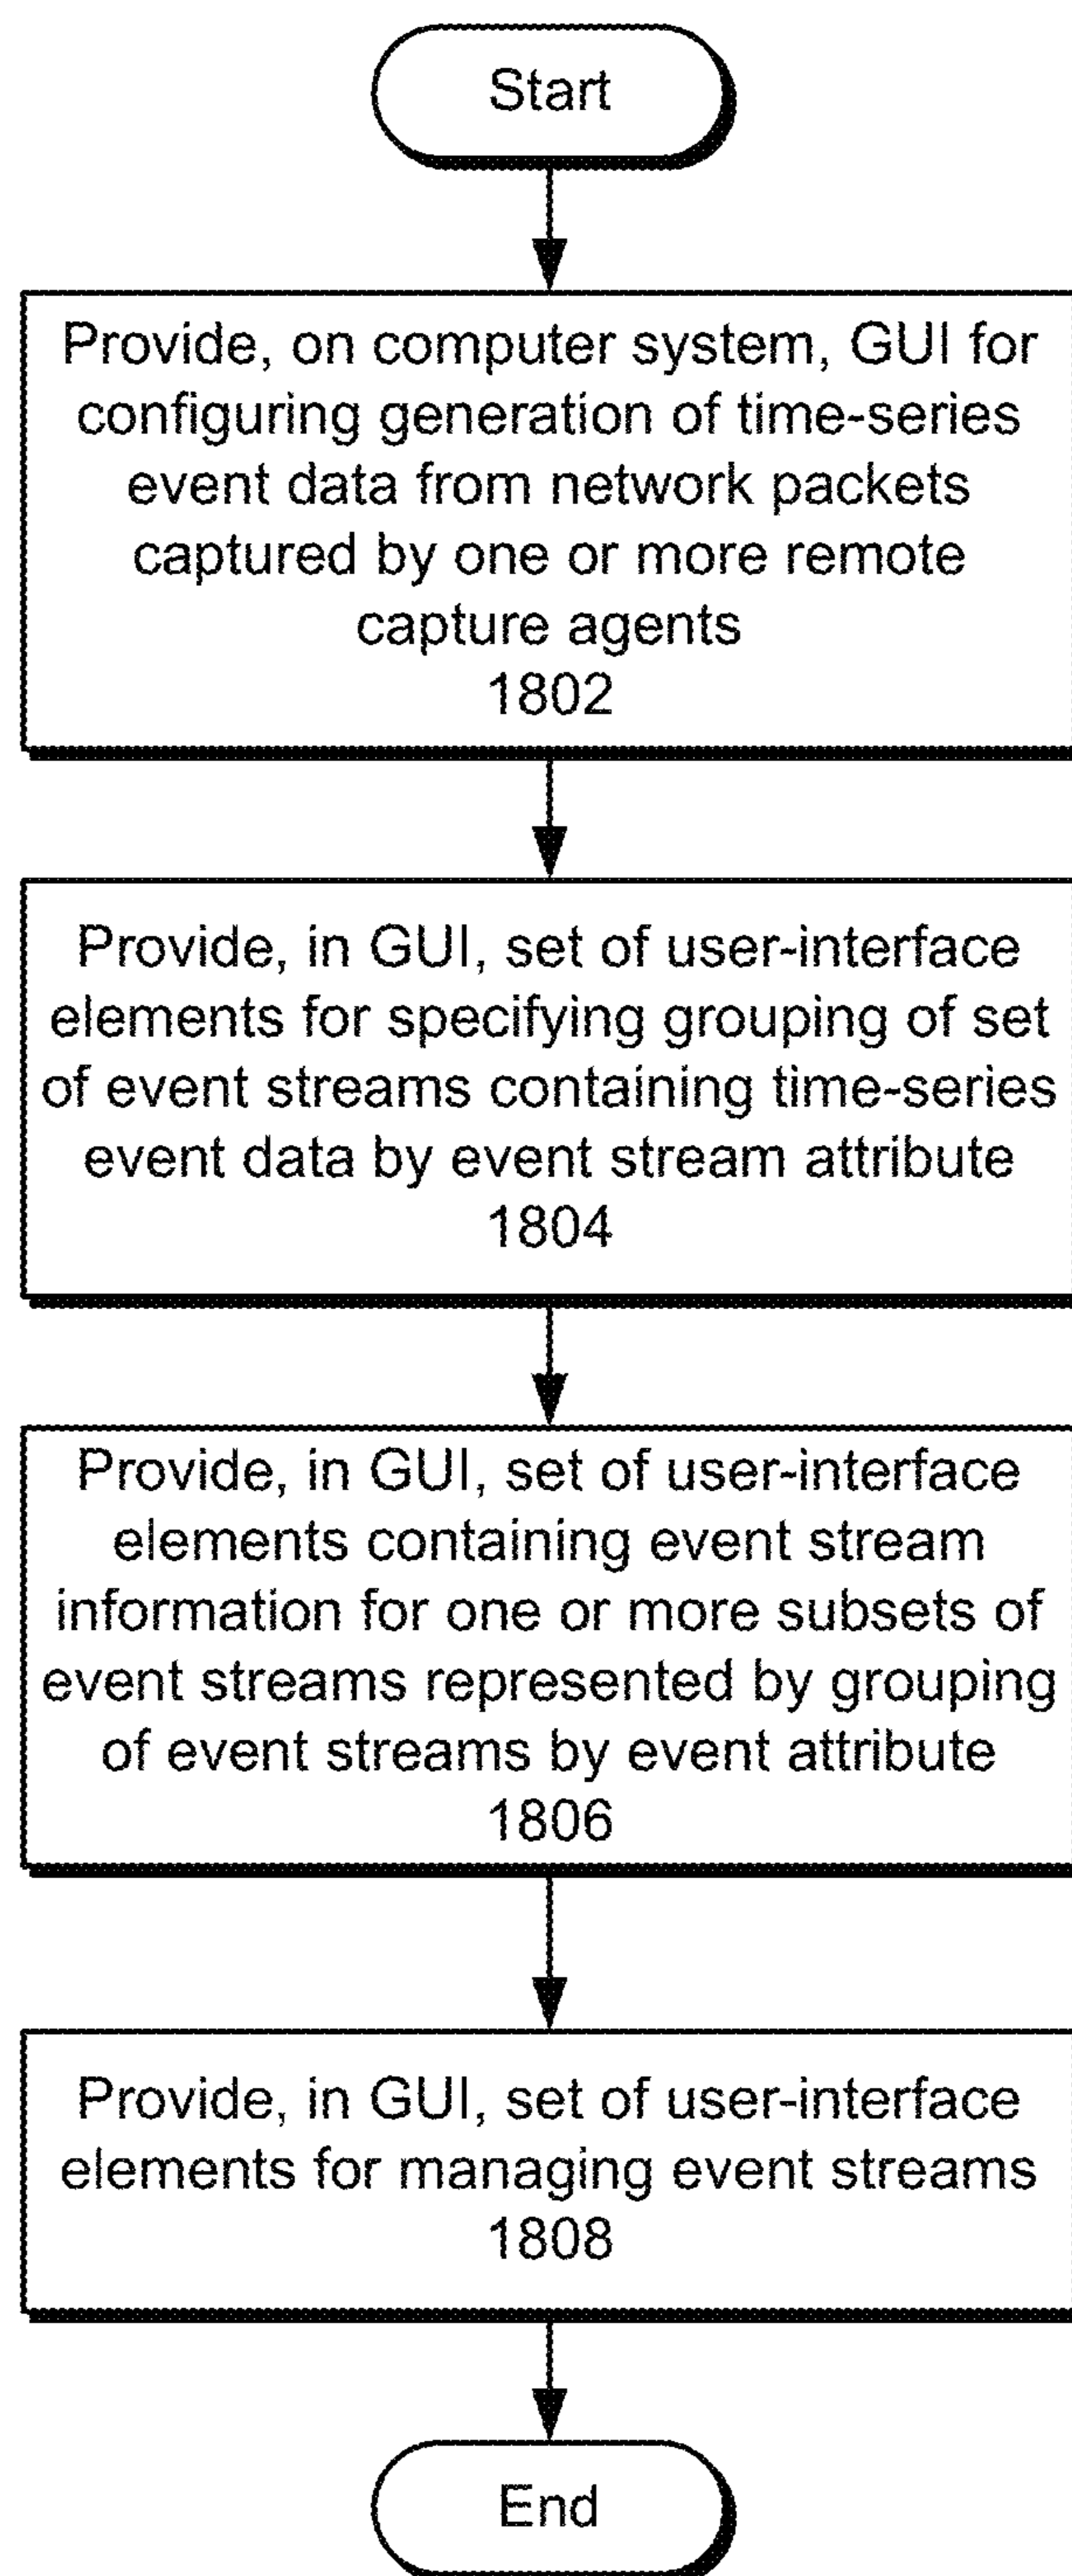 Start
Provide, on computer system, GUI for
configuring generation of time-series
event data from network packets
captured by one or more remote
capture agents
1802
Provide, in GUI, set of user-interface
elements for specifying grouping of set
of event streams containing time-series
event data by event stream attribute
1804
Provide, in GUI, set of user-interface
elements containing event stream
information for one or more subsets of
event streams represented by grouping
of event streams by event attribute
1806
Provide, in GUI, set of user-interface
elements for managing event streams
1808
End